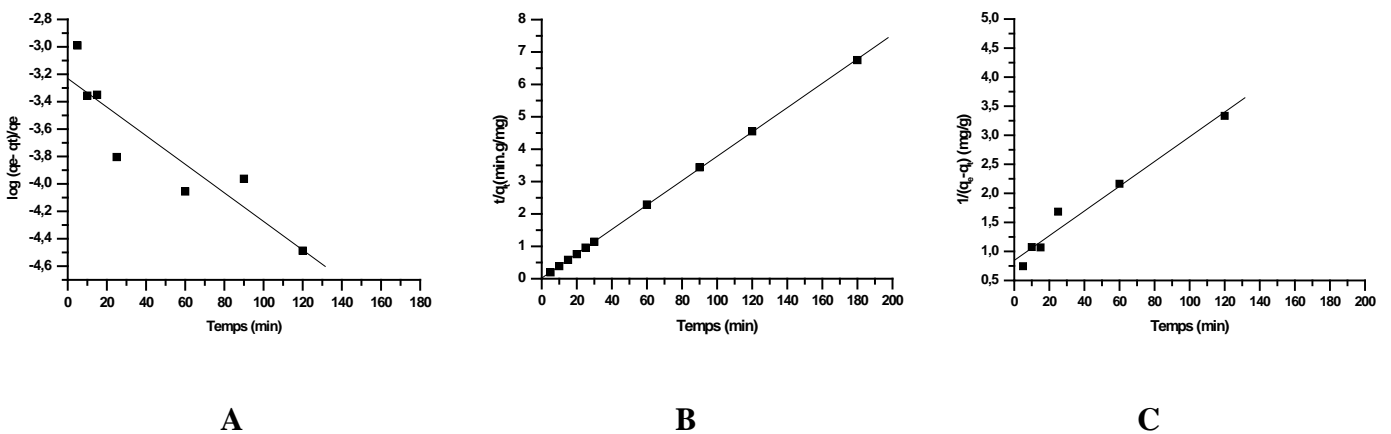 -2,8
-3,0
-3,2
-3,4
-3,6
-3,8
-4,0
-4,2
-4,4
-4,6
log (qe- qt)/qe
0 20 40 60 80 100 120 140 160 180
Temps (min)
A
8
7
6
5
4
3
2
1
0
t/qt(min.g/mg)
0 20 40 60 80 100 120 140 160 180 200
Temps (min)
B
5,0
4,5
4,0
3,5
3,0
2,5
2,0
1,5
1,0
0,5
1/(qe-qt) (mg/g)
0 20 40 60 80 100 120 140 160 180 200
Temps (min)
C